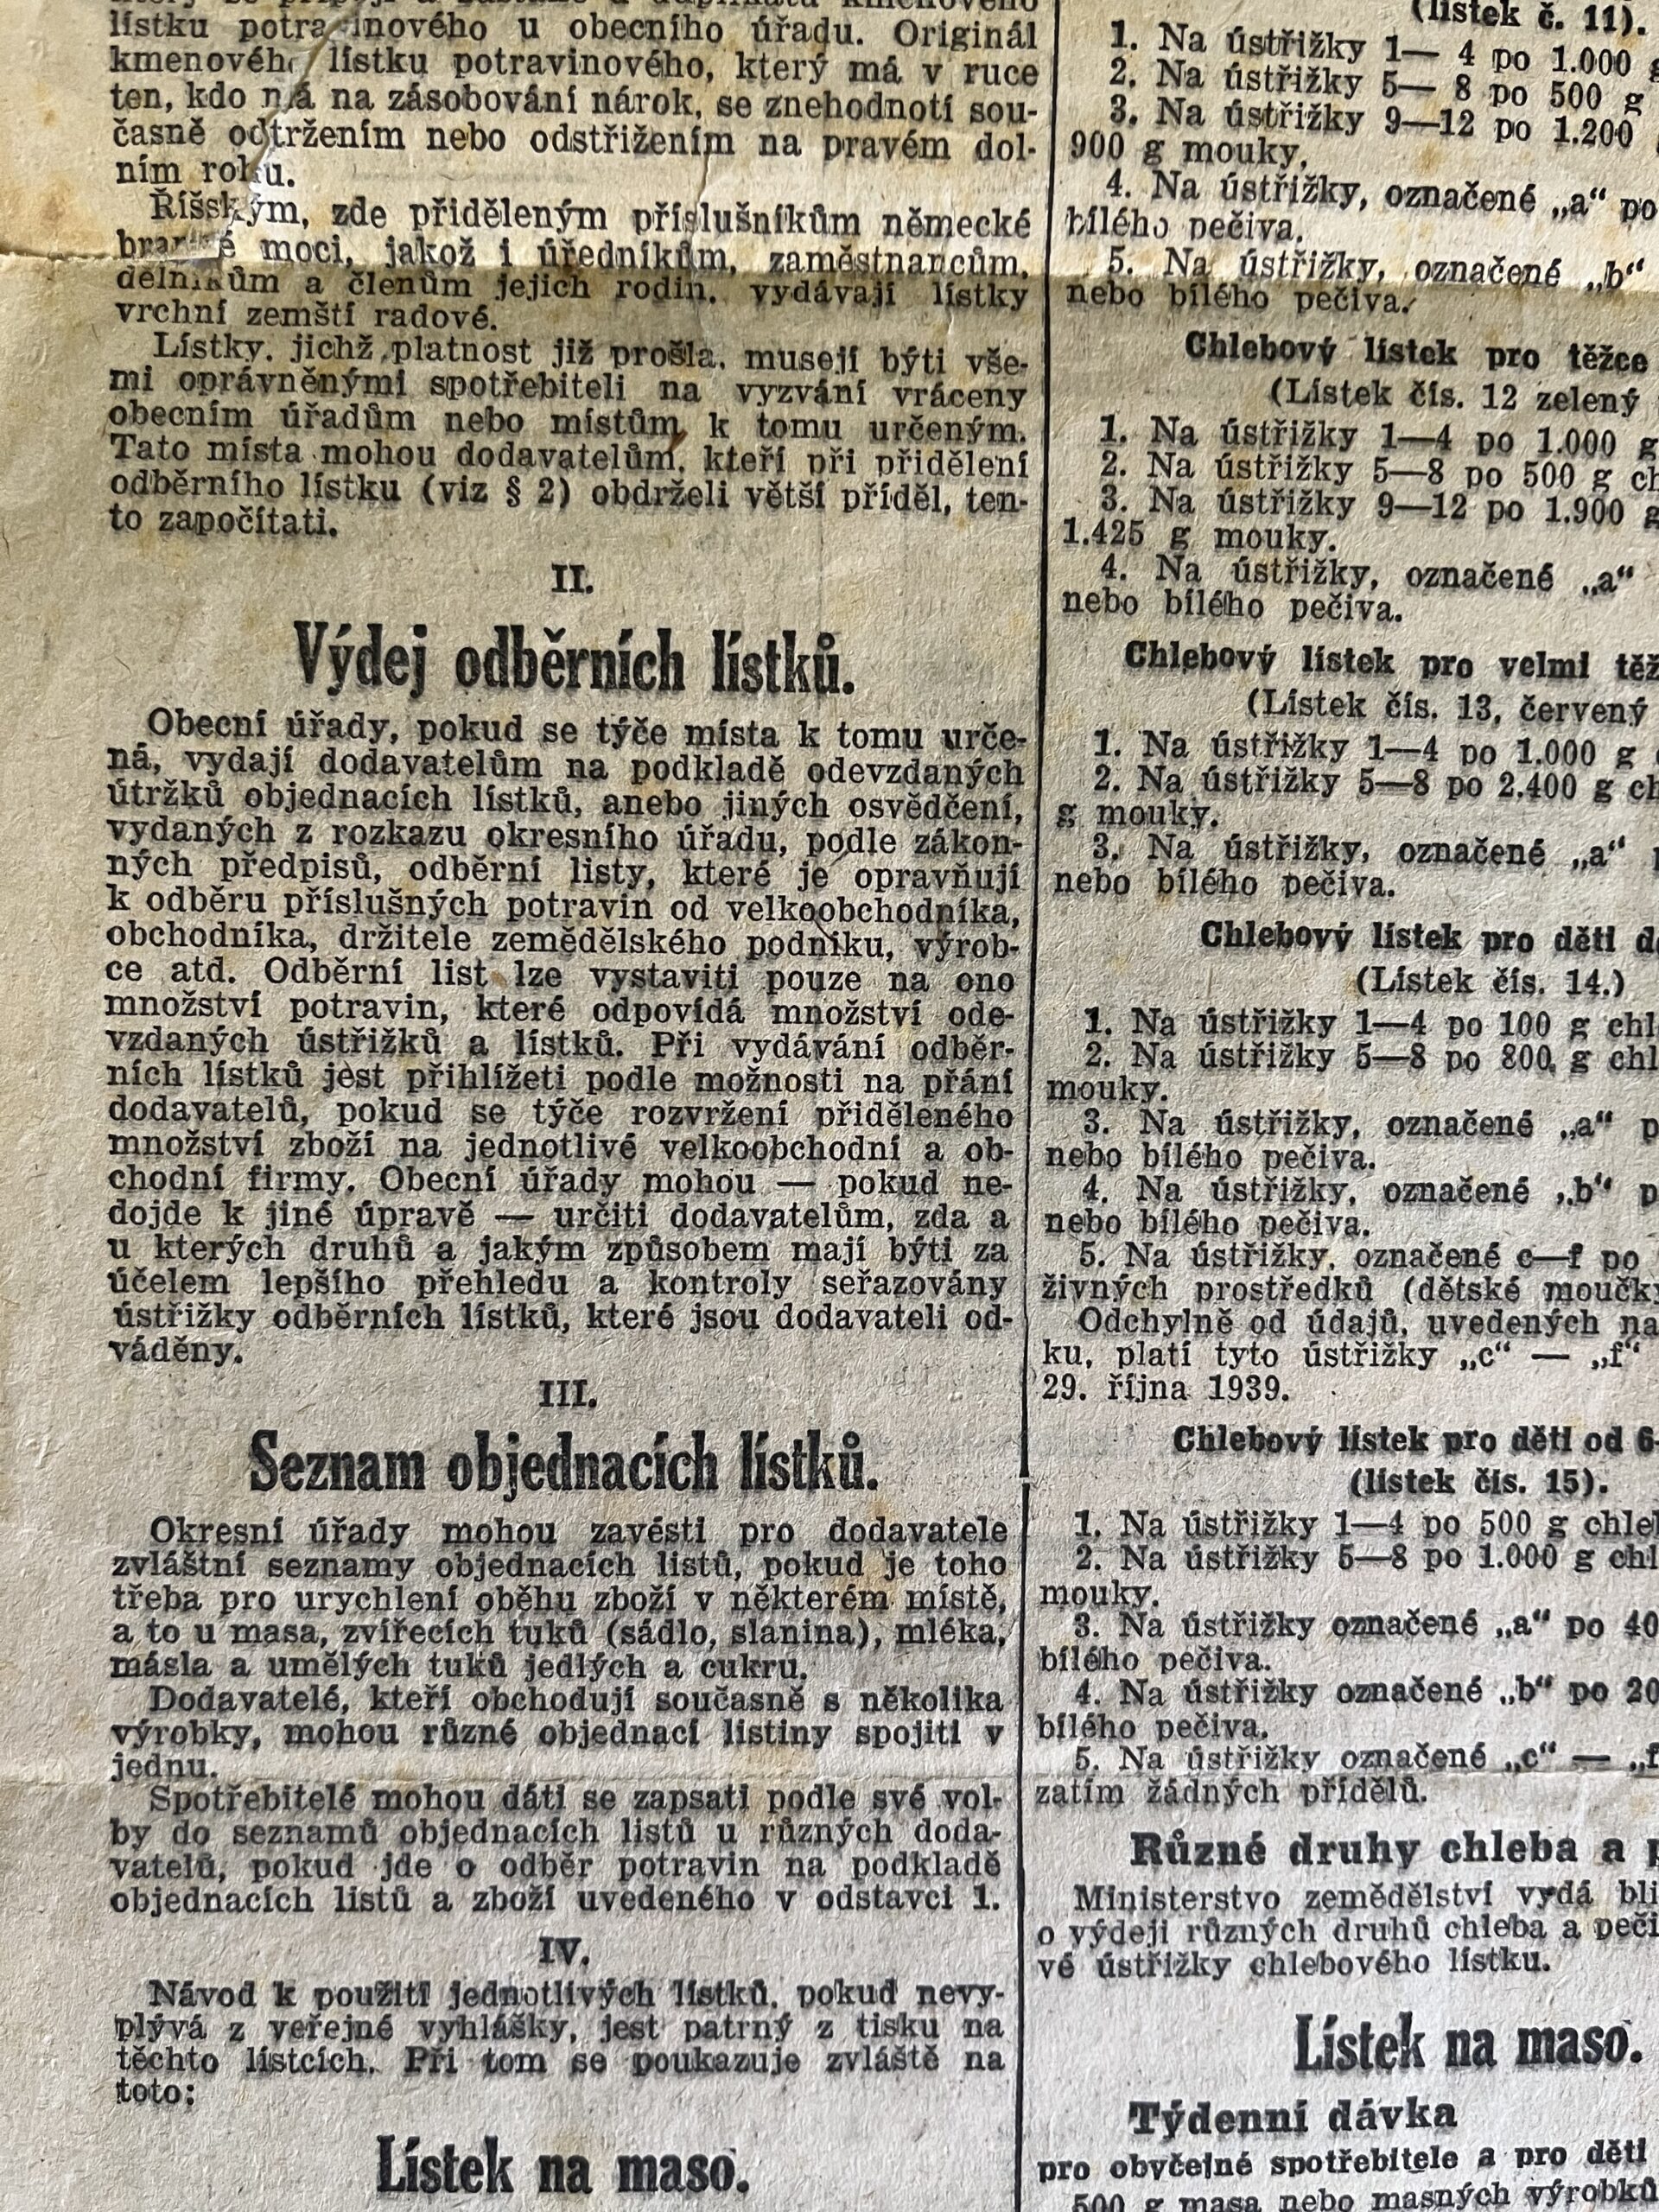 lístku potravinového u obecního úřadu. Originál
kmenového lístku potravinového, který má v ruce
ten, kdo má na zásobování nárok, se znehodnotí sou-
časně odtržením nebo odstřižením na pravém dol-
ním rohu.
Říšským, zde přiděleným příslušníkům německé
branné moci, jakož i úředníkům, zaměstnancům,
dělníkům a členům jejich rodin, vydávají lístky
vrchní zemští radové.
Lístky, jichž platnost již prošla, musejí býti vše-
mi oprávněnými spotřebiteli na vyzvání vráceny
obecním úřadům nebo místům k tomu určeným.
Tato místa mohou dodavatelům, kteří při přidělení
odběrního lístku (viz § 2) obdrželi větší příděl, ten-
to započítati.
II.
Výdej odběrních lístků.
Obecní úřady, pokud se týče místa k tomu urče-
ná, vydají dodavatelům na podkladě odevzdaných
útržků objednacích lístků, anebo jiných osvědčení,
vydaných z rozkazu okresního úřadu, podle zákon-
ných předpisů, odběrní listy, které je opravňují
k odběru příslušných potravin od velkoobchodníka,
obchodníka, držitele zemědělského podniku, výrob-
ce atd. Odběrní list lze vystaviti pouze na ono
množství potravin, které odpovídá množství ode-
vzdaných ústřižků a lístků. Při vydávání odběr-
ních lístků jest přihlížeti podle možnosti na přání
dodavatelů, pokud se týče rozvržení přiděleného
množství zboží na jednotlivé velkoobchodní a ob-
chodní firmy. Obecní úřady mohou — pokud ne-
dojde k jiné úpravě — určiti dodavatelům, zda a
u kterých druhů a jakým způsobem mají býti za
účelem lepšího přehledu a kontroly seřazovány
ústřižky odběrních lístků, které jsou dodavateli od-
váděny.
III.
Seznam objednacích lístků.
Okresní úřady mohou zavésti pro dodavatele
zvláštní seznamy objednacích listů, pokud je toho
třeba pro urychlení oběhu zboží v některém místě,
a to u masa, zvířecích tuků (sádlo, slanina), mléka,
másla a umělých tuků jedlých a cukru.
Dodavatelé, kteří obchodují současně s několika
výrobky, mohou různé objednací listiny spojiti v
jednu.
Spotřebitelé mohou dáti se zapsati podle své vol-
by do seznamů objednacích listů u různých doda-
vatelů, pokud jde o odběr potravin na podkladě
objednacích listů a zboží uvedeného v odstavci 1.
IV.
Návod k použití jednotlivých lístků, pokud nevy-
plývá z veřejné vyhlášky, jest patrný z tisku na
těchto lístcích. Při tom se poukazuje zvláště na
toto:
Lístek na maso.
(lístek č. 11).
1. Na ústřižky 1— 4 po 1.000 g
2. Na ústřižky 5— 8 po 500 g
3. Na ústřižky 9—12 po 1.200
900 g mouky.
4. Na ústřižky, označené „a“ po
bílého pečiva.
5. Na ústřižky, označené „b“
nebo bílého pečiva.
Chlebový lístek pro těžce
(Lístek čís. 12 zelený
1. Na ústřižky 1—4 po 1.000 g
2. Na ústřižky 5—8 po 500 g ch
3. Na ústřižky 9—12 po 1.900 g
1.425 g mouky.
4. Na ústřižky, označené „a“
nebo bílého pečiva.
Chlebový lístek pro velmi těž
(Lístek čís. 13, červený
1. Na ústřižky 1—4 po 1.000 g
2. Na ústřižky 5—8 po 2.400 g ch
g mouky.
3. Na ústřižky, označené „a“ p
nebo bílého pečiva.
Chlebový lístek pro děti do
(Lístek čís. 14.)
1. Na ústřižky 1—4 po 100 g chl
2. Na ústřižky 5—8 po 800 g chl
mouky.
3. Na ústřižky, označené „a“ p
nebo bílého pečiva.
4. Na ústřižky, označené „b“ p
nebo bílého pečiva.
5. Na ústřižky, označené c—f po
živných prostředků (dětské moučky
Odchylně od údajů, uvedených na
ku, platí tyto ústřižky „c“ — „f“
29. října 1939.
Chlebový lístek pro děti od 6-
(lístek čís. 15).
1. Na ústřižky 1—4 po 500 g chle
2. Na ústřižky 5—8 po 1.000 g chl
mouky.
3. Na ústřižky označené „a“ po 40
bílého pečiva.
4. Na ústřižky označené „b“ po 20
bílého pečiva.
5. Na ústřižky označené „c“ — „f
zatím žádných přídělů.
Různé druhy chleba a p
Ministerstvo zemědělství vydá bli
o výdeji různých druhů chleba a peči
vé ústřižky chlebového lístku.
Lístek na maso.
Týdenní dávka
pro obyčejné spotřebitele a pro děti
500 g masa nebo masných výrobků